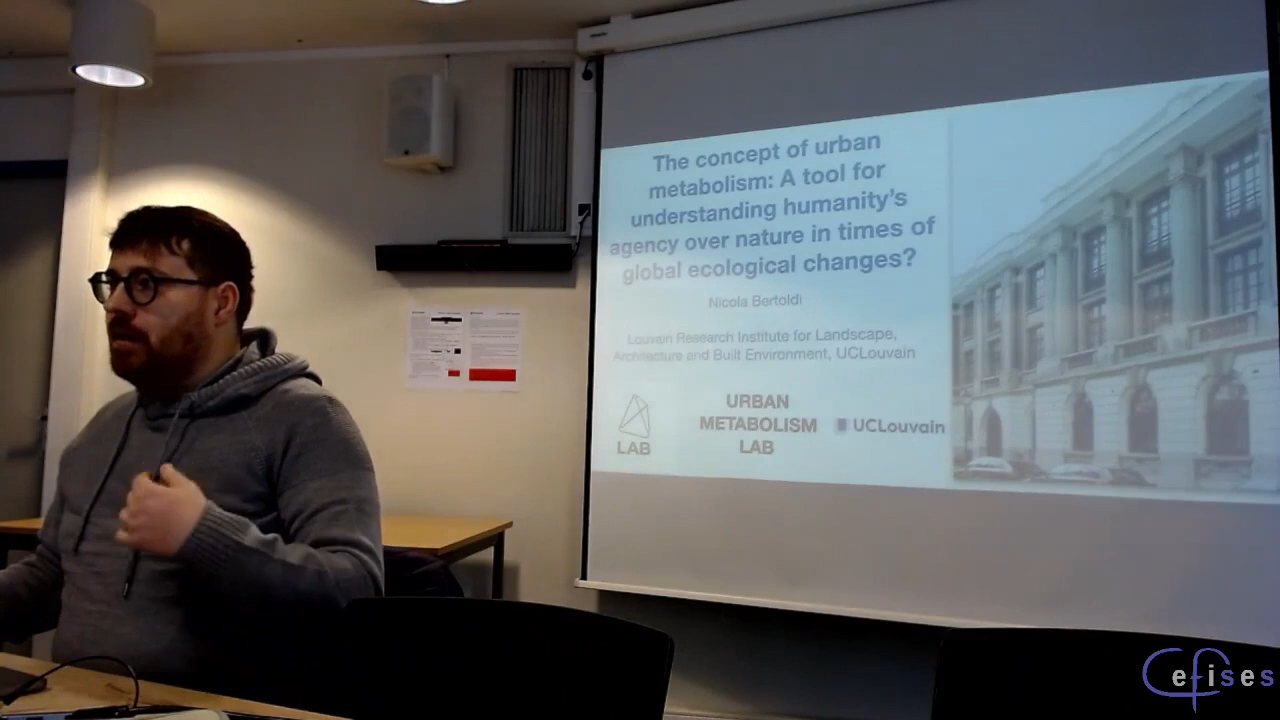 The concept of urban
metabolism: A tool for
understanding humanity's
agency over nature in times of
global ecological changes?
Nicola Bertoldi
Louvain Research Institute for Landscape,
Architecture and Built Environment, UCLouvain
LAB
URBAN
METABOLISM
LAB
UCLouvain
efises